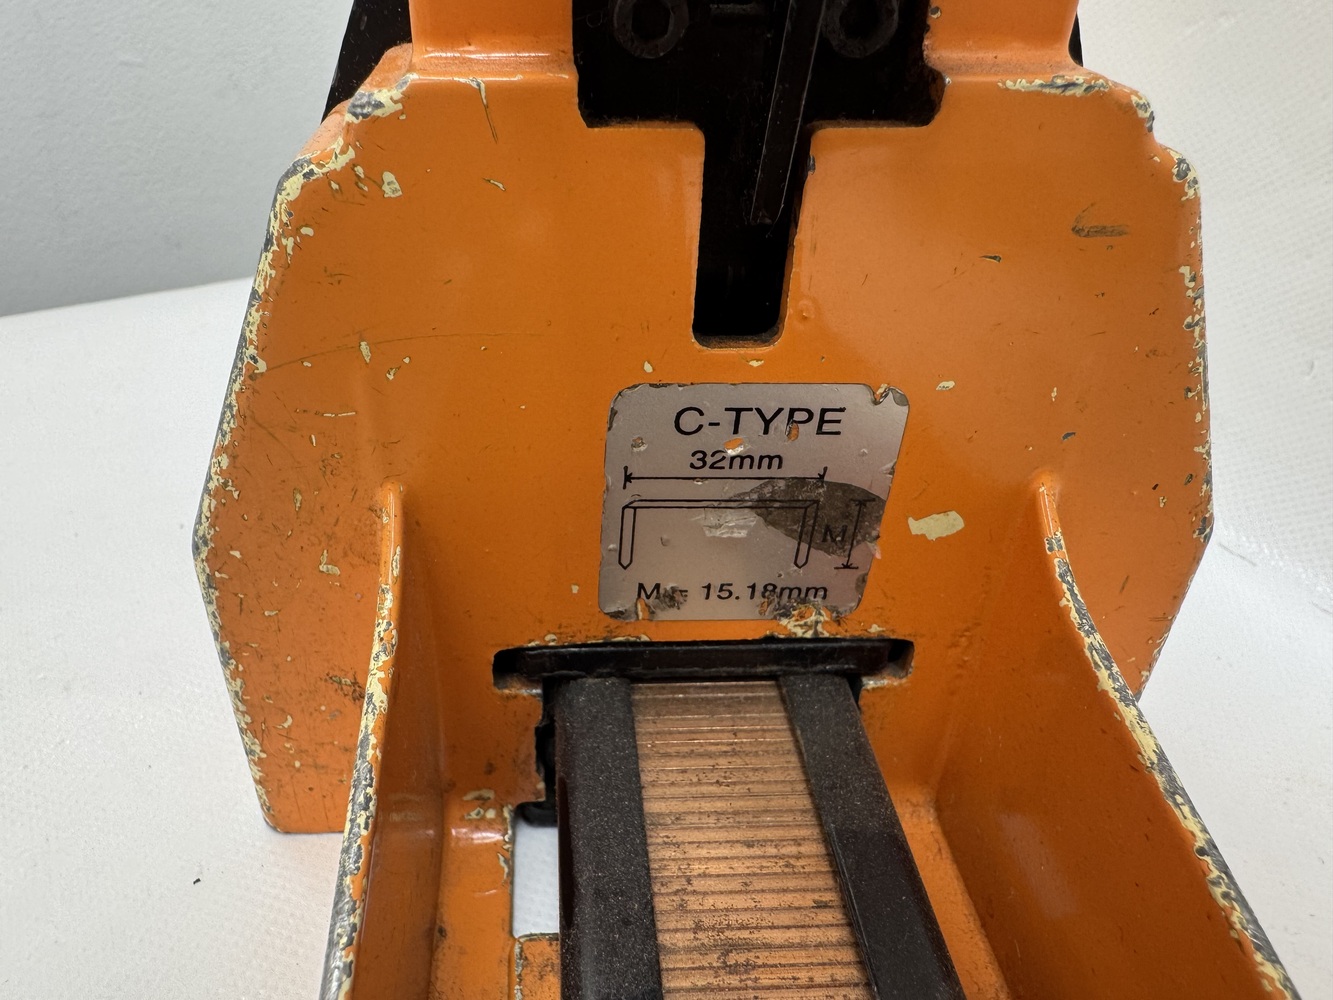 C-TYPE
32mm
M
M = 15.18mm